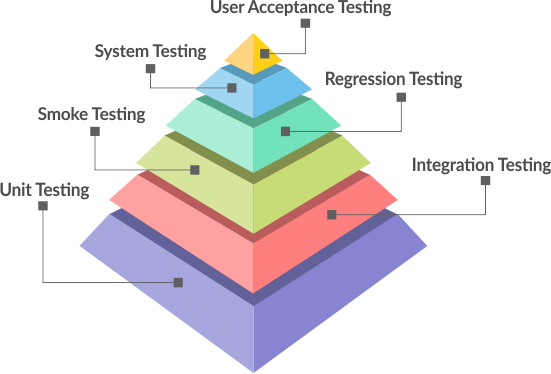 User Acceptance Testing
System Testing
Regression Testing
Smoke Testing
Integration Testing
Unit Testing